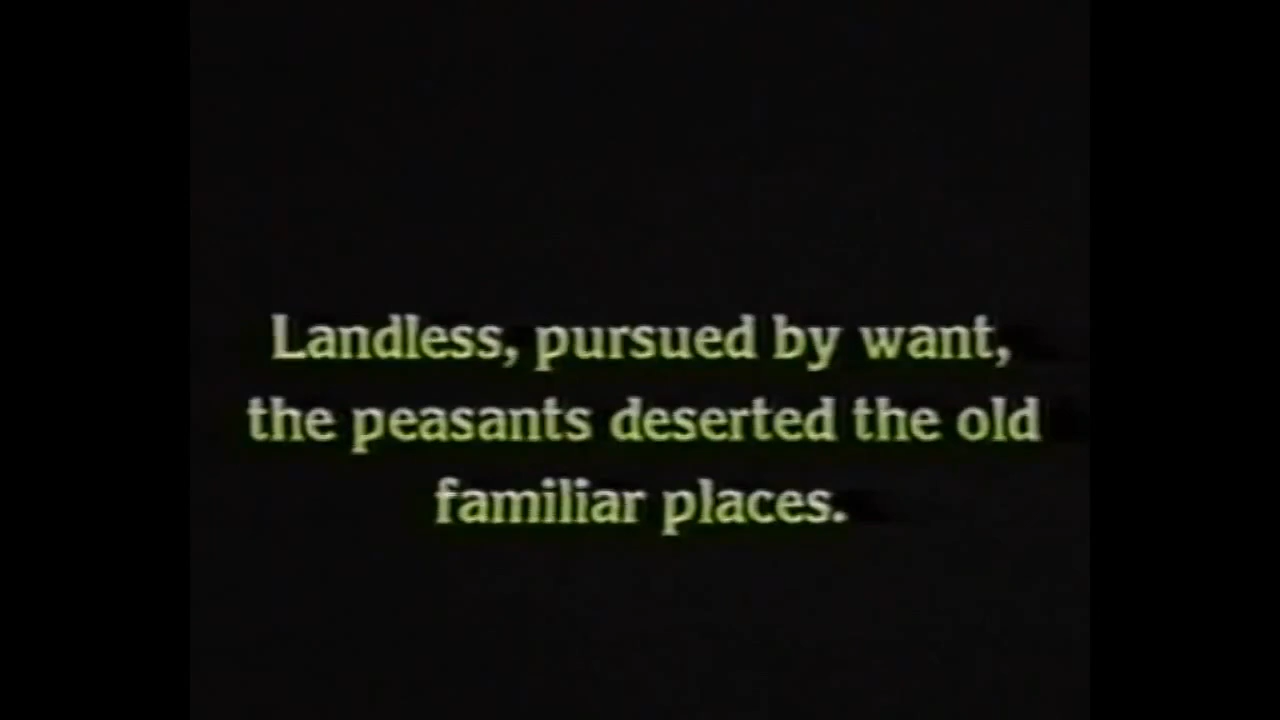 Landless, pursued by want,
the peasants deserted the old
familiar places.